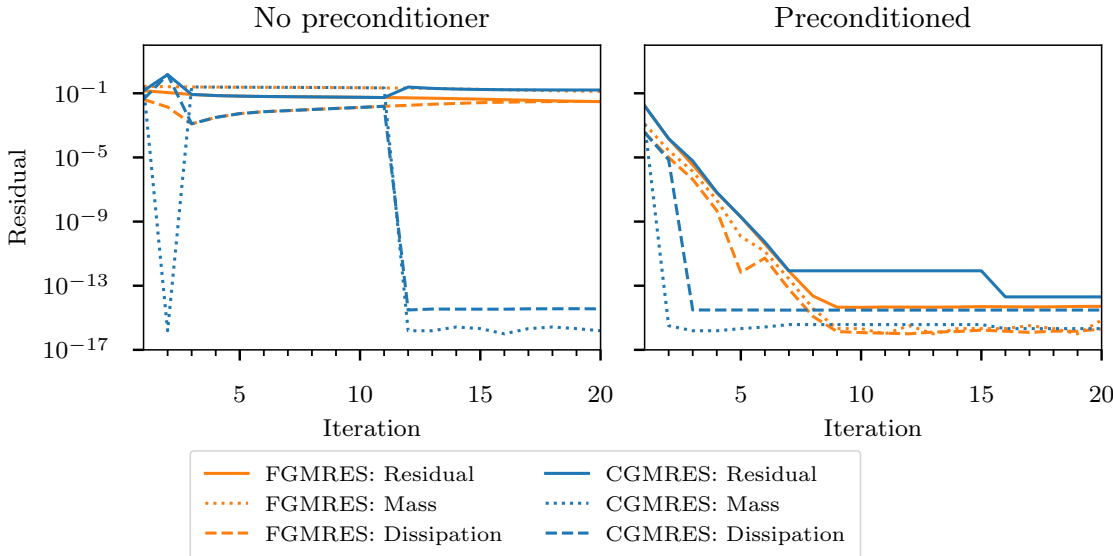 No preconditioner
Preconditioned
Residual
10⁻¹
10⁻⁵
10⁻⁹
10⁻¹³
10⁻¹⁷
5
10
15
20
Iteration
5
10
15
20
Iteration
FGMRES: Residual
FGMRES: Mass
FGMRES: Dissipation
CGMRES: Residual
CGMRES: Mass
CGMRES: Dissipation